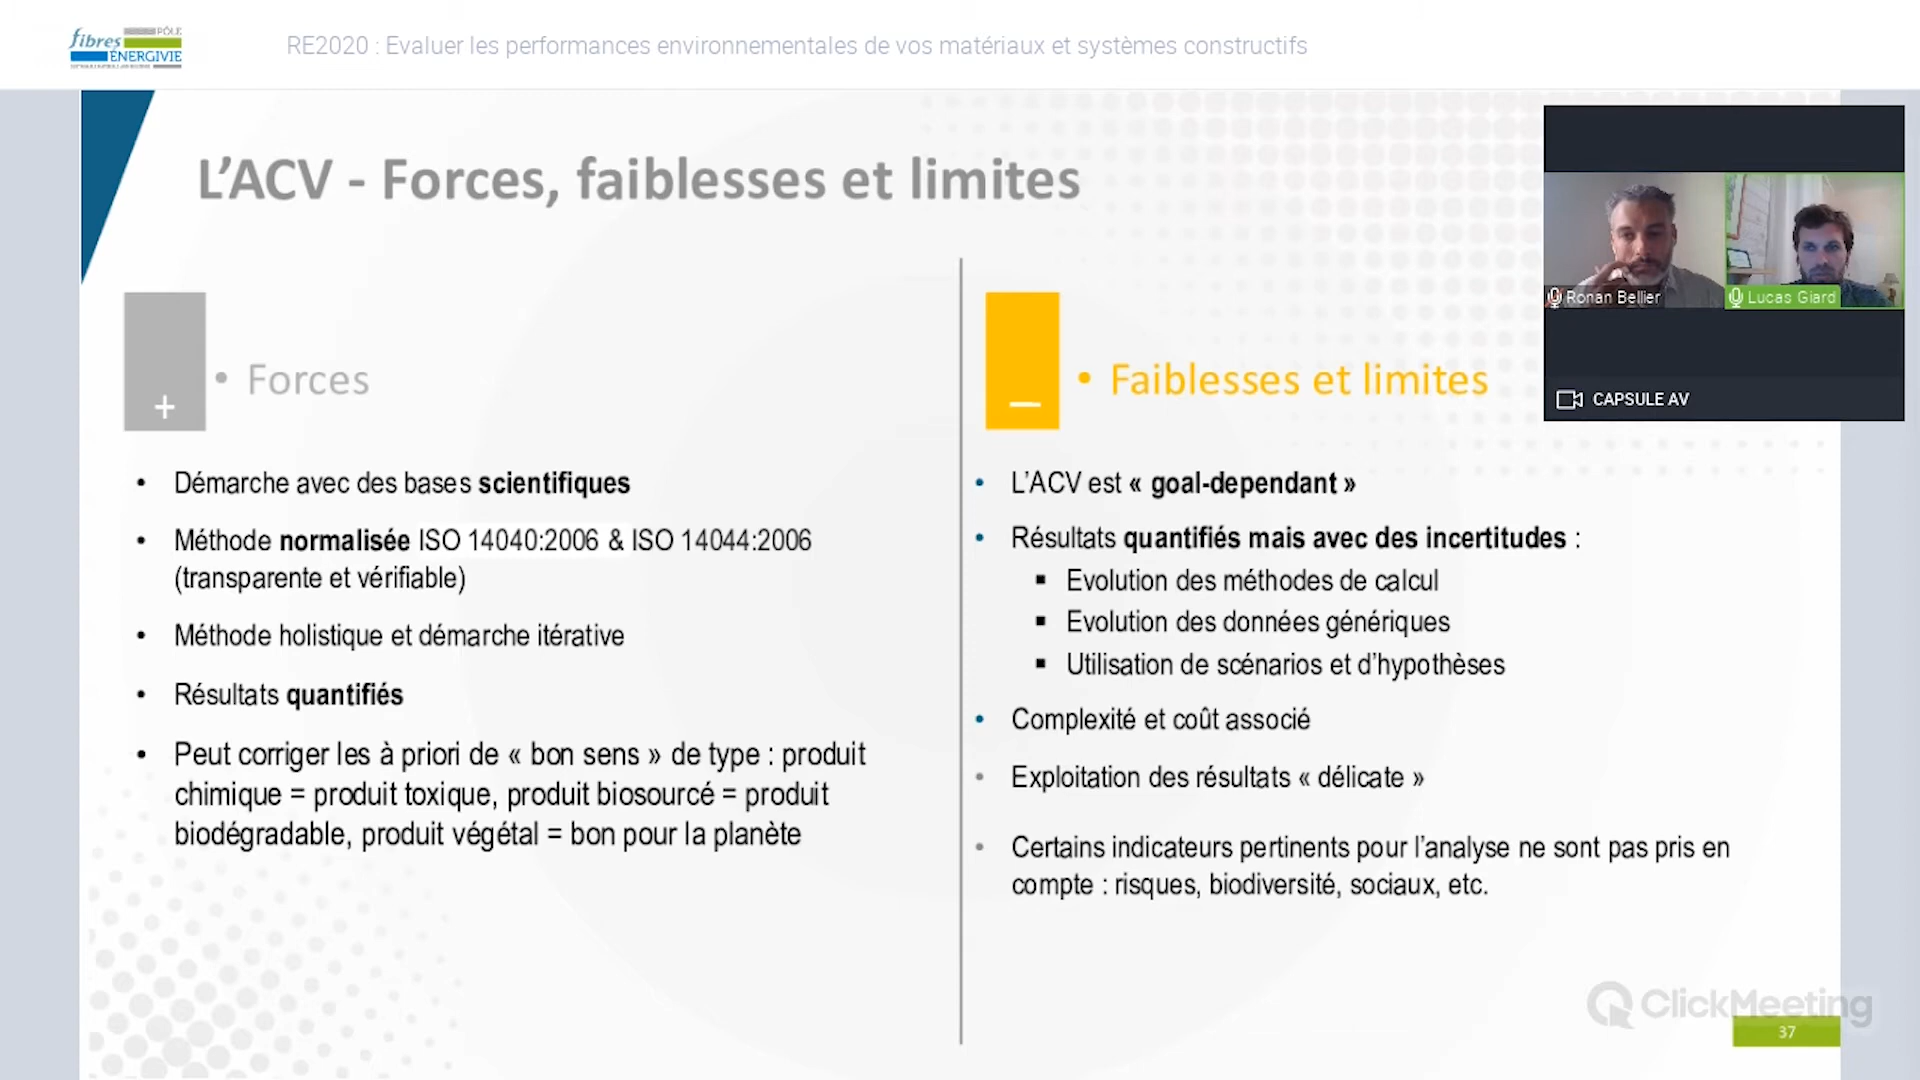 fibres
PÔLE
ÉNERGIVIE
RE2020 : Evaluer les performances environnementales de vos matériaux et systèmes constructifs
L’ACV - Forces, faiblesses et limites
+
• Forces
• Démarche avec des bases scientifiques
• Méthode normalisée ISO 14040:2006 & ISO 14044:2006
(transparente et vérifiable)
• Méthode holistique et démarche itérative
• Résultats quantifiés
• Peut corriger les à priori de « bon sens » de type : produit
chimique = produit toxique, produit biosourcé = produit
biodégradable, produit végétal = bon pour la planète
–
• Faiblesses et limites
• L’ACV est « goal-dependant »
• Résultats quantifiés mais avec des incertitudes :
▪ Evolution des méthodes de calcul
▪ Evolution des données génériques
▪ Utilisation de scénarios et d’hypothèses
• Complexité et coût associé
• Exploitation des résultats « délicate »
• Certains indicateurs pertinents pour l’analyse ne sont pas pris en
compte : risques, biodiversité, sociaux, etc.
Ronan Bellier
Lucas Giard
CAPSULE AV
ClickMeeting
37